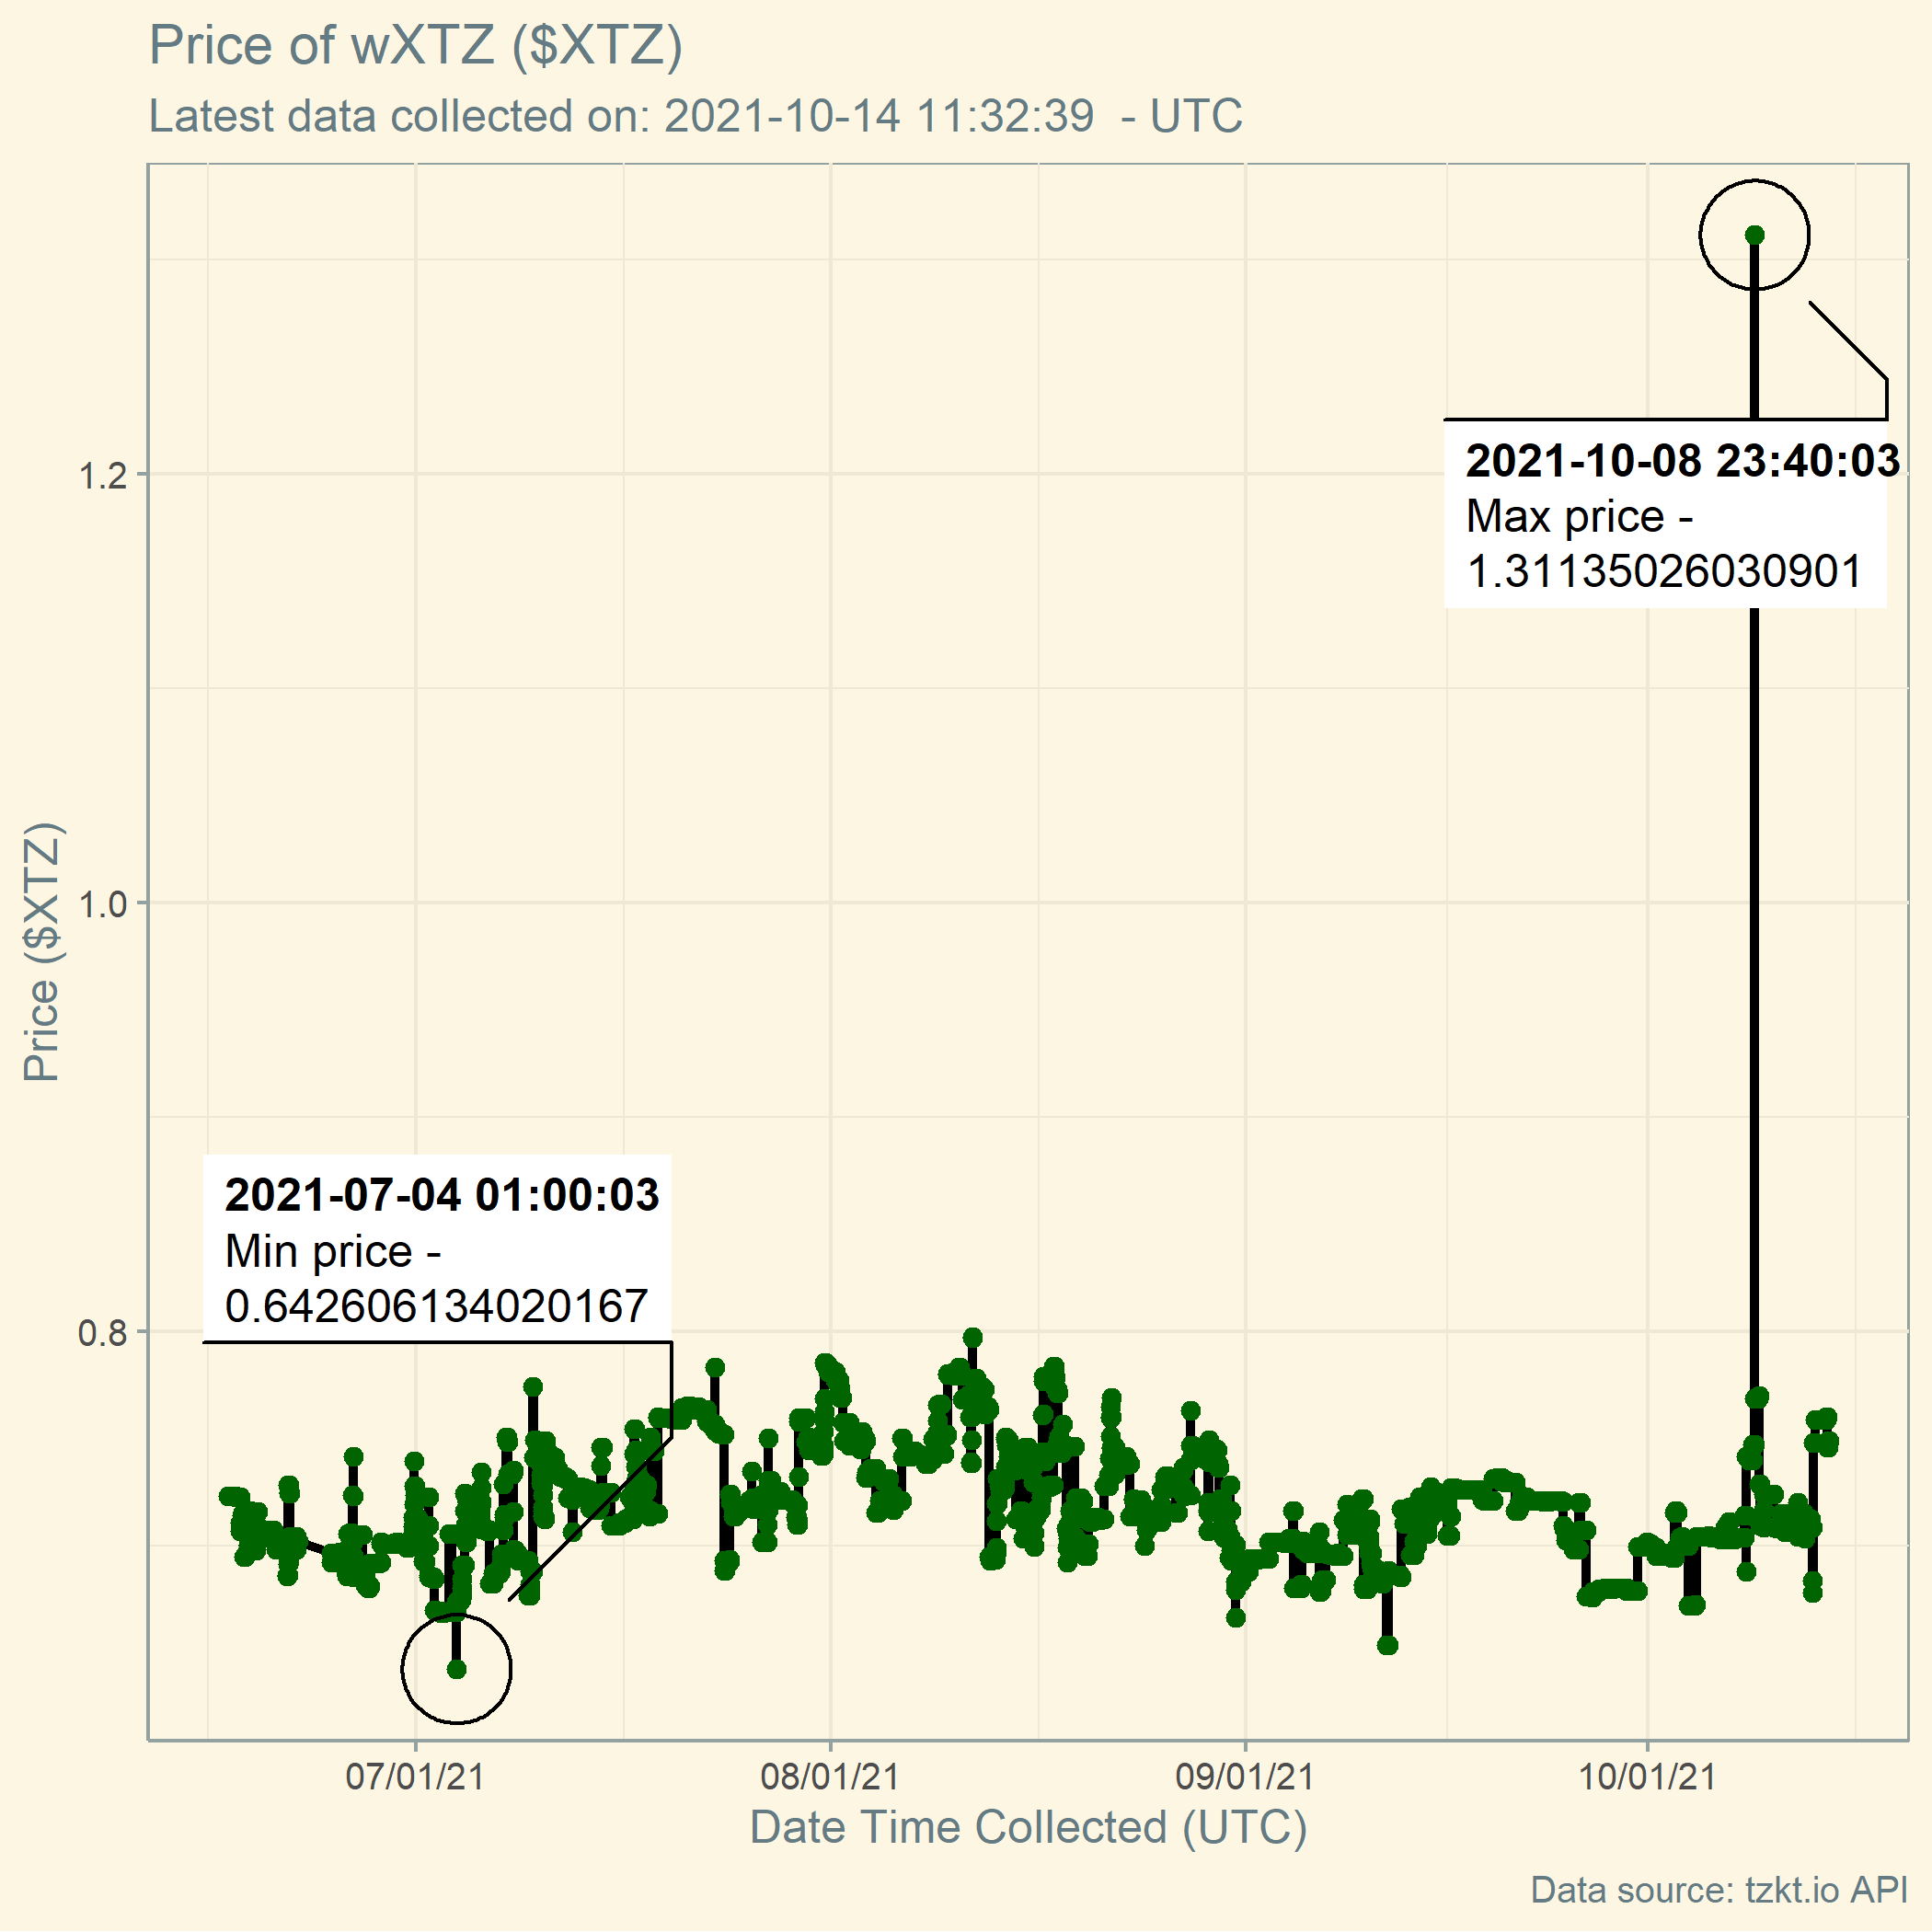 Price of wXTZ ($XTZ)
Latest data collected on: 2021-10-14 11:32:39  - UTC
2021-10-08 23:40:03
Max price -
1.31135026030901
1.2
1.0
0.8
Price ($XTZ)
2021-07-04 01:00:03
Min price -
0.642606134020167
07/01/21
08/01/21
09/01/21
10/01/21
Date Time Collected (UTC)
Data source: tzkt.io API